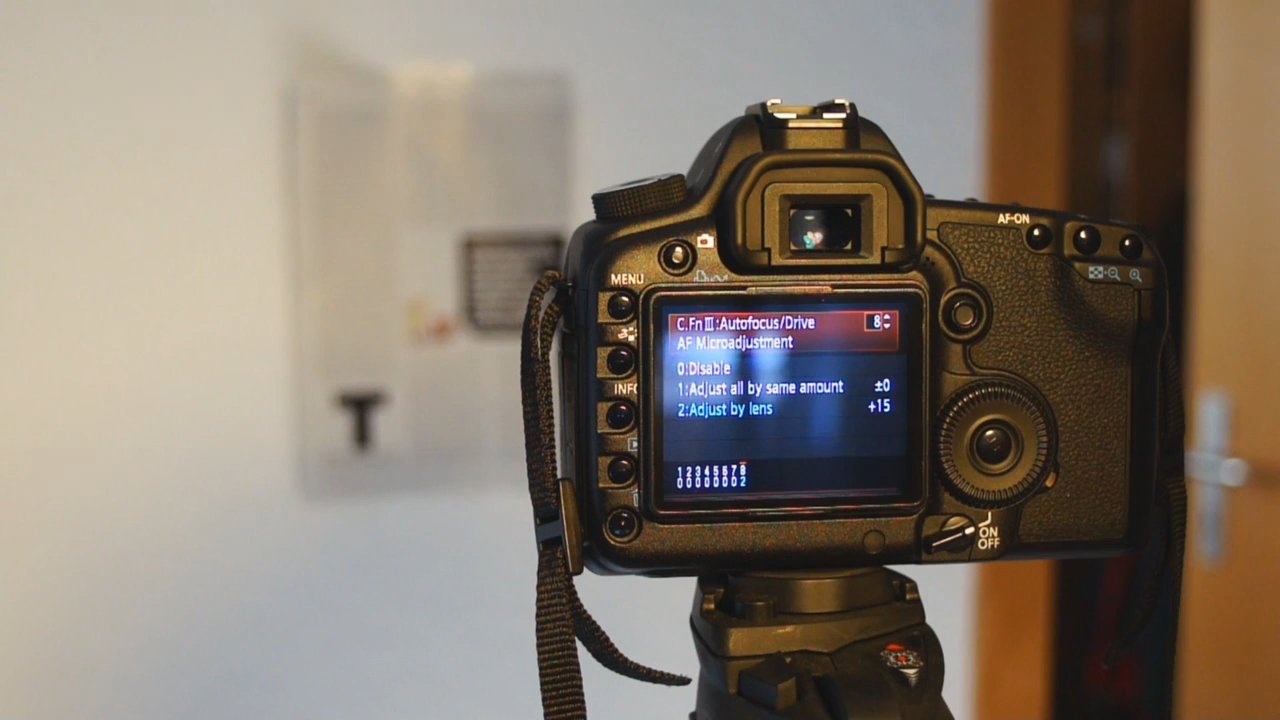 AF-ON
MENU
C.Fn III :Autofocus/Drive 8
AF Microadjustment
0:Disable
1:Adjust all by same amount ±0
2:Adjust by lens +15
INFO
12345678
00000002
ON
OFF